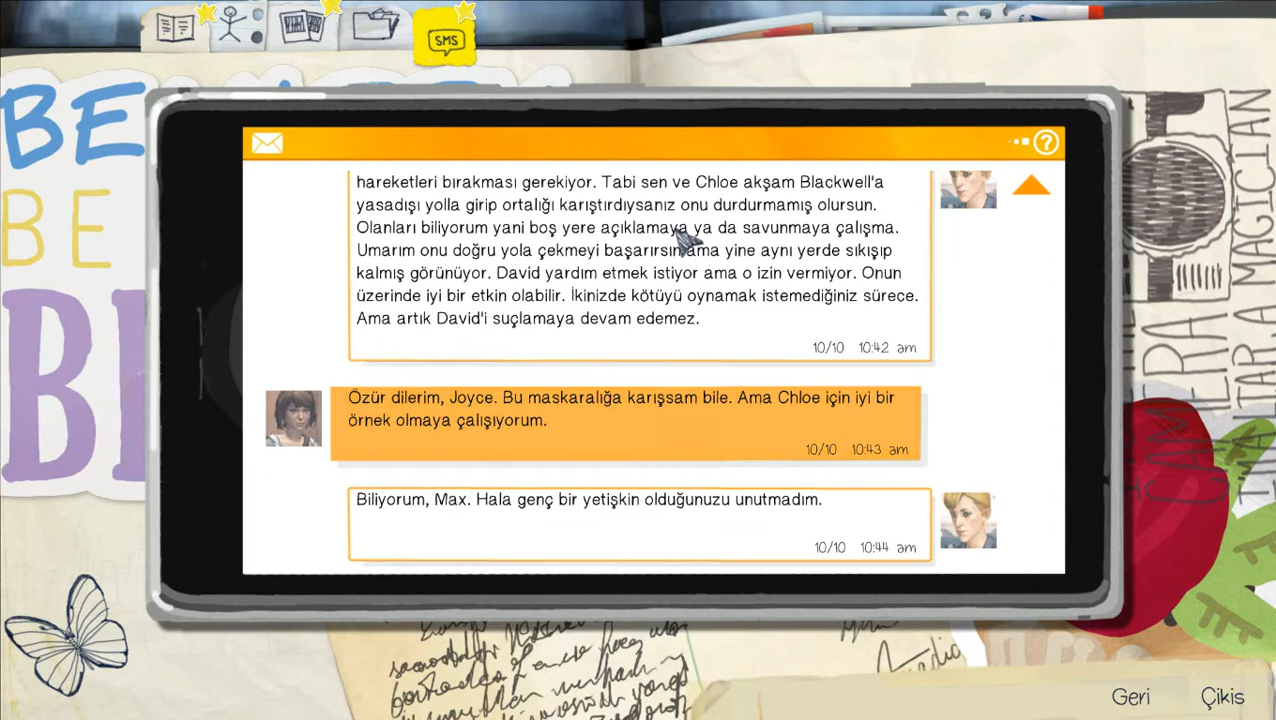 SMS
BE
BE
B
CAMERA MAGICIAN
hareketleri bırakması gerekiyor. Tabi sen ve Chloe akşam Blackwell'a
yasadışı yolla girip ortalığı karıştırdıysanız onu durdurmamış olursun.
Olanları biliyorum yani boş yere açıklamaya ya da savunmaya çalışma.
Umarım onu doğru yola çekmeyi başarırsın ama yine aynı yerde sıkışıp
kalmış görünüyor. David yardım etmek istiyor ama o izin vermiyor. Onun
üzerinde iyi bir etkin olabilir. İkinizde kötüyü oynamak istemediğiniz sürece.
Ama artık David'i suçlamaya devam edemez.
10/10 10:42 am
Özür dilerim, Joyce. Bu maskaralığa karışsam bile. Ama Chloe için iyi bir
örnek olmaya çalışıyorum.
10/10 10:43 am
Biliyorum, Max. Hala genç bir yetişkin olduğunuzu unutmadım.
10/10 10:44 am
Geri
Çikis